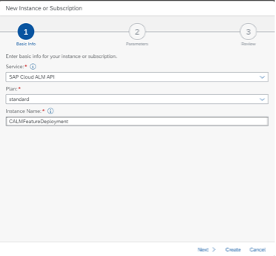 New Instance or Subscription
1
2
3
Basic Info
Parameters
Review
Enter basic info for your instance or subscription.
Service:*
SAP Cloud ALM API
Plan:*
standard
Instance Name:*
CALMFeatureDeployment
Next >
Create
Cancel